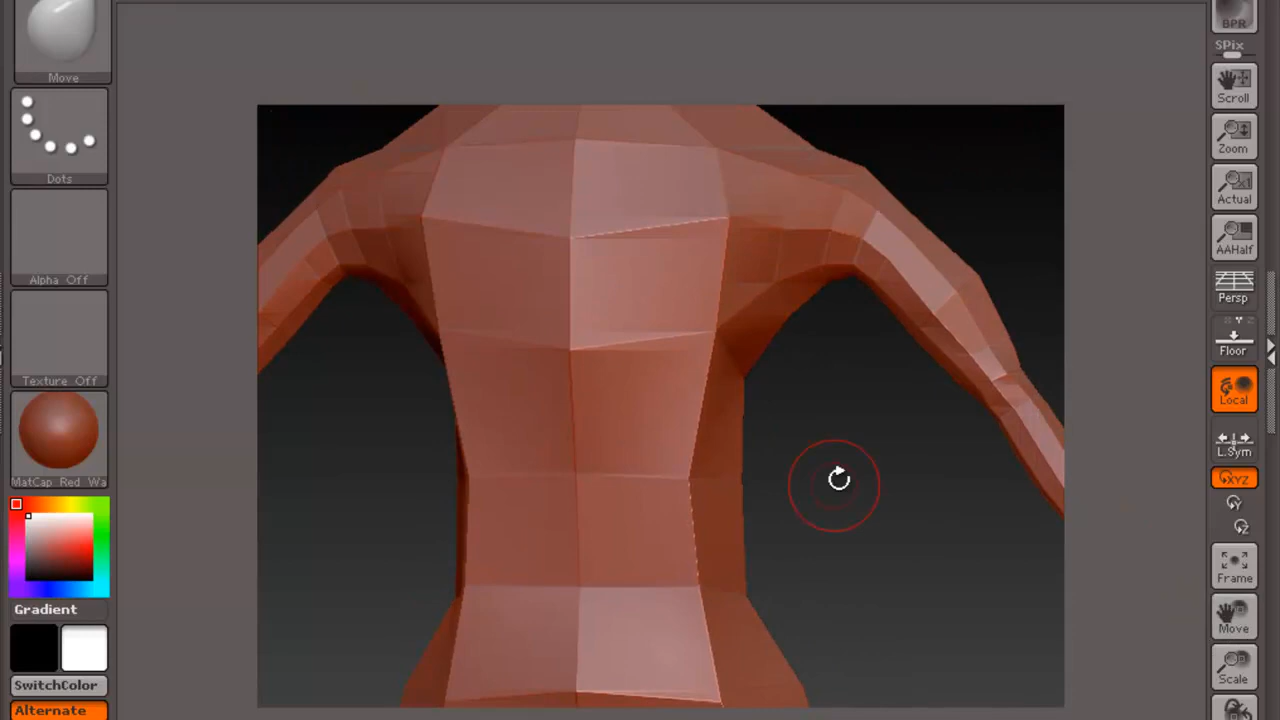 Move
Dots
Alpha Off
Texture Off
MatCap Red Wa
Gradient
SwitchColor
Alternate
BPR
SPix
Scroll
Zoom
Actual
AAHalf
Persp
Floor
Local
L.Sym
XYZ
Y
Z
Frame
Move
Scale